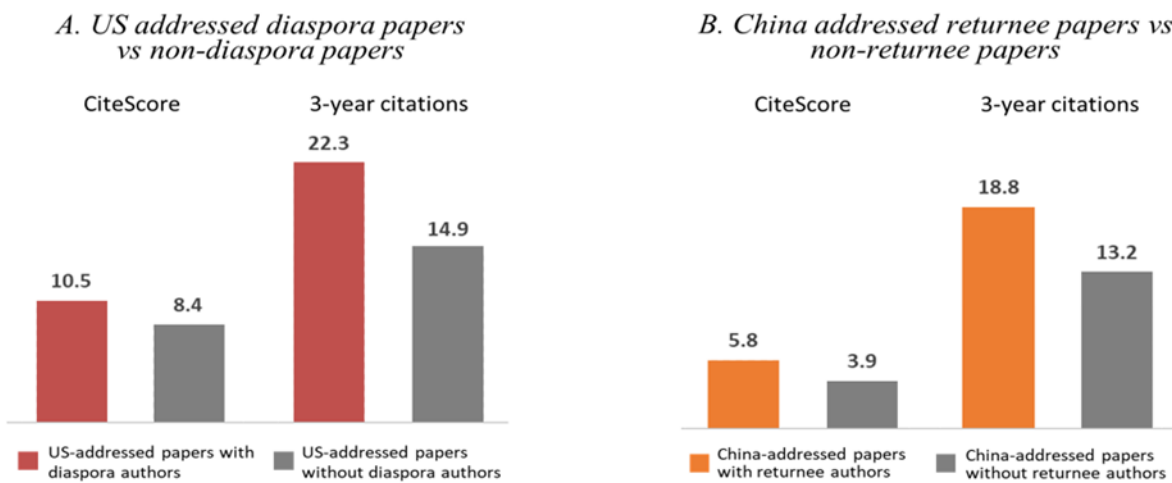 A. US addressed diaspora papers
vs non-diaspora papers
CiteScore
3-year citations
22.3
14.9
10.5
8.4
US-addressed papers with
diaspora authors
US-addressed papers
without diaspora authors
B. China addressed returnee papers vs
non-returnee papers
CiteScore
3-year citations
18.8
13.2
5.8
3.9
China-addressed papers
with returnee authors
China-addressed papers
without returnee authors